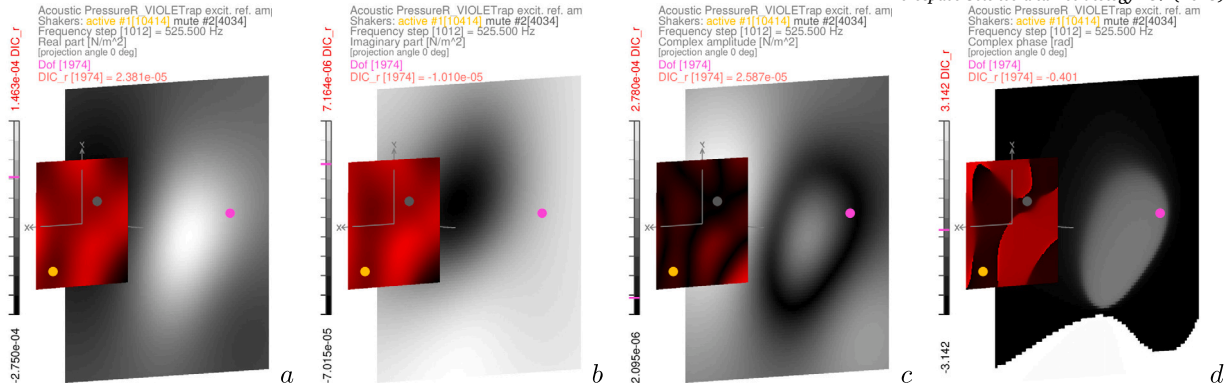 Acoustic PressureR_VIOLETrap excit. ref. am
Shakers: active #1[10414] mute #2[4034]
Frequency step [1012] = 525.500 Hz
Real part [N/m^2]
[projection angle 0 deg]
Dof [1974]
DIC_r [1974] = 2.381e-05
1.463e-04 DIC_r
-2.750e-04
Y
X
a
Acoustic PressureR_VIOLETrap excit. ref. am
Shakers: active #1[10414] mute #2[4034]
Frequency step [1012] = 525.500 Hz
Imaginary part [N/m^2]
[projection angle 0 deg]
Dof [1974]
DIC_r [1974] = -1.010e-05
7.164e-06 DIC_r
-7.015e-05
Y
X
b
Acoustic PressureR_VIOLETrap excit. ref. am
Shakers: active #1[10414] mute #2[4034]
Frequency step [1012] = 525.500 Hz
Complex amplitude [N/m^2]
[projection angle 0 deg]
Dof [1974]
DIC_r [1974] = 2.587e-05
2.780e-04 DIC_r
2.095e-06
Y
X
c
Acoustic PressureR_VIOLETrap excit. ref. am
Shakers: active #1[10414] mute #2[4034]
Frequency step [1012] = 525.500 Hz
Complex phase [rad]
[projection angle 0 deg]
Dof [1974]
DIC_r [1974] = -0.401
3.142 DIC_r
-3.142
Y
X
d